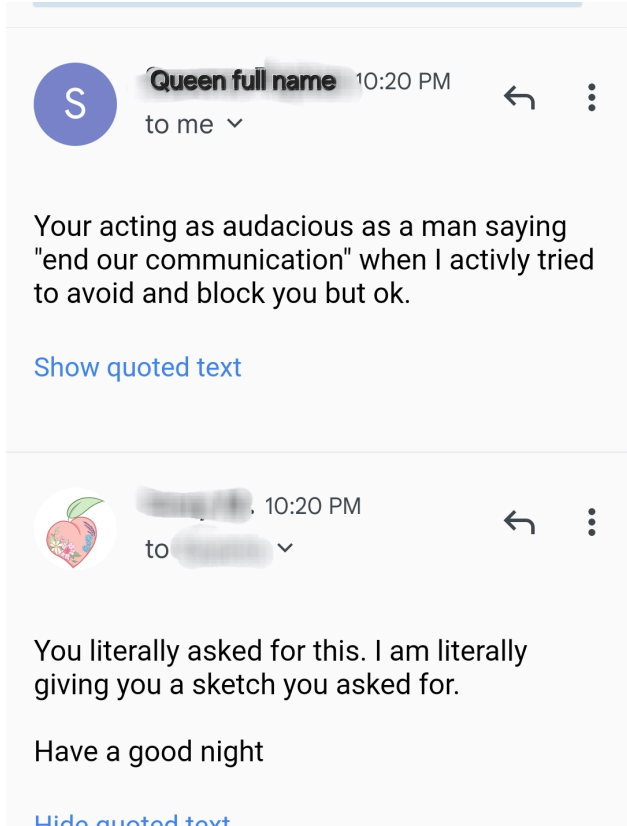 S
Queen full name 10:20 PM
to me
Your acting as audacious as a man saying
"end our communication" when I activly tried
to avoid and block you but ok.
Show quoted text
10:20 PM
to
You literally asked for this. I am literally
giving you a sketch you asked for.
Have a good night
Hide quoted text